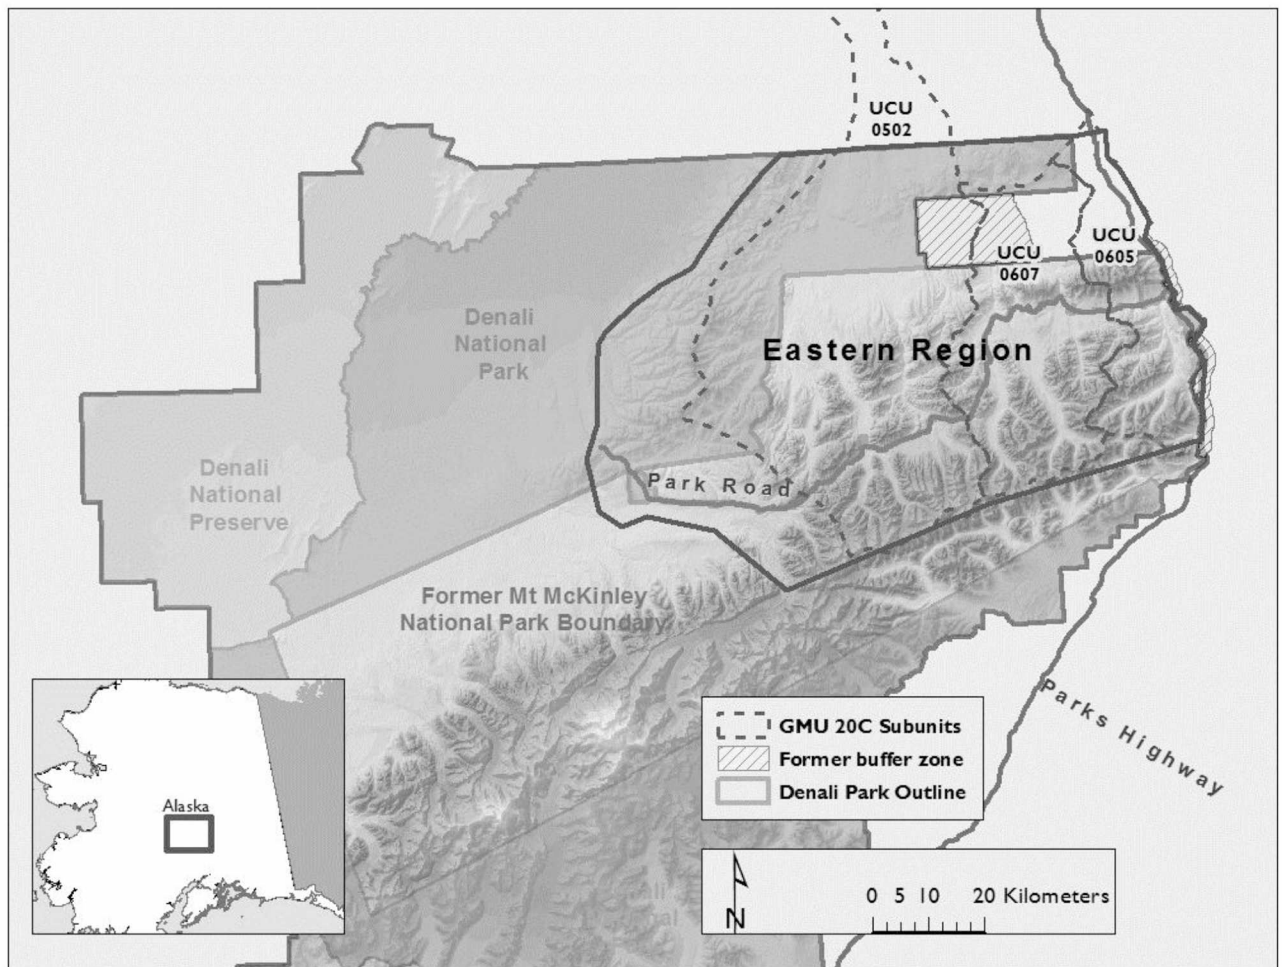 UCU
0502
UCU
0605
UCU
0607
Denali
National
Park
Eastern Region
Denali
National
Preserve
Park Road
Former Mt McKinley
National Park Boundary
Parks Highway
GMU 20C Subunits
Former buffer zone
Denali Park Outline
Alaska
N
0 5 10 20 Kilometers